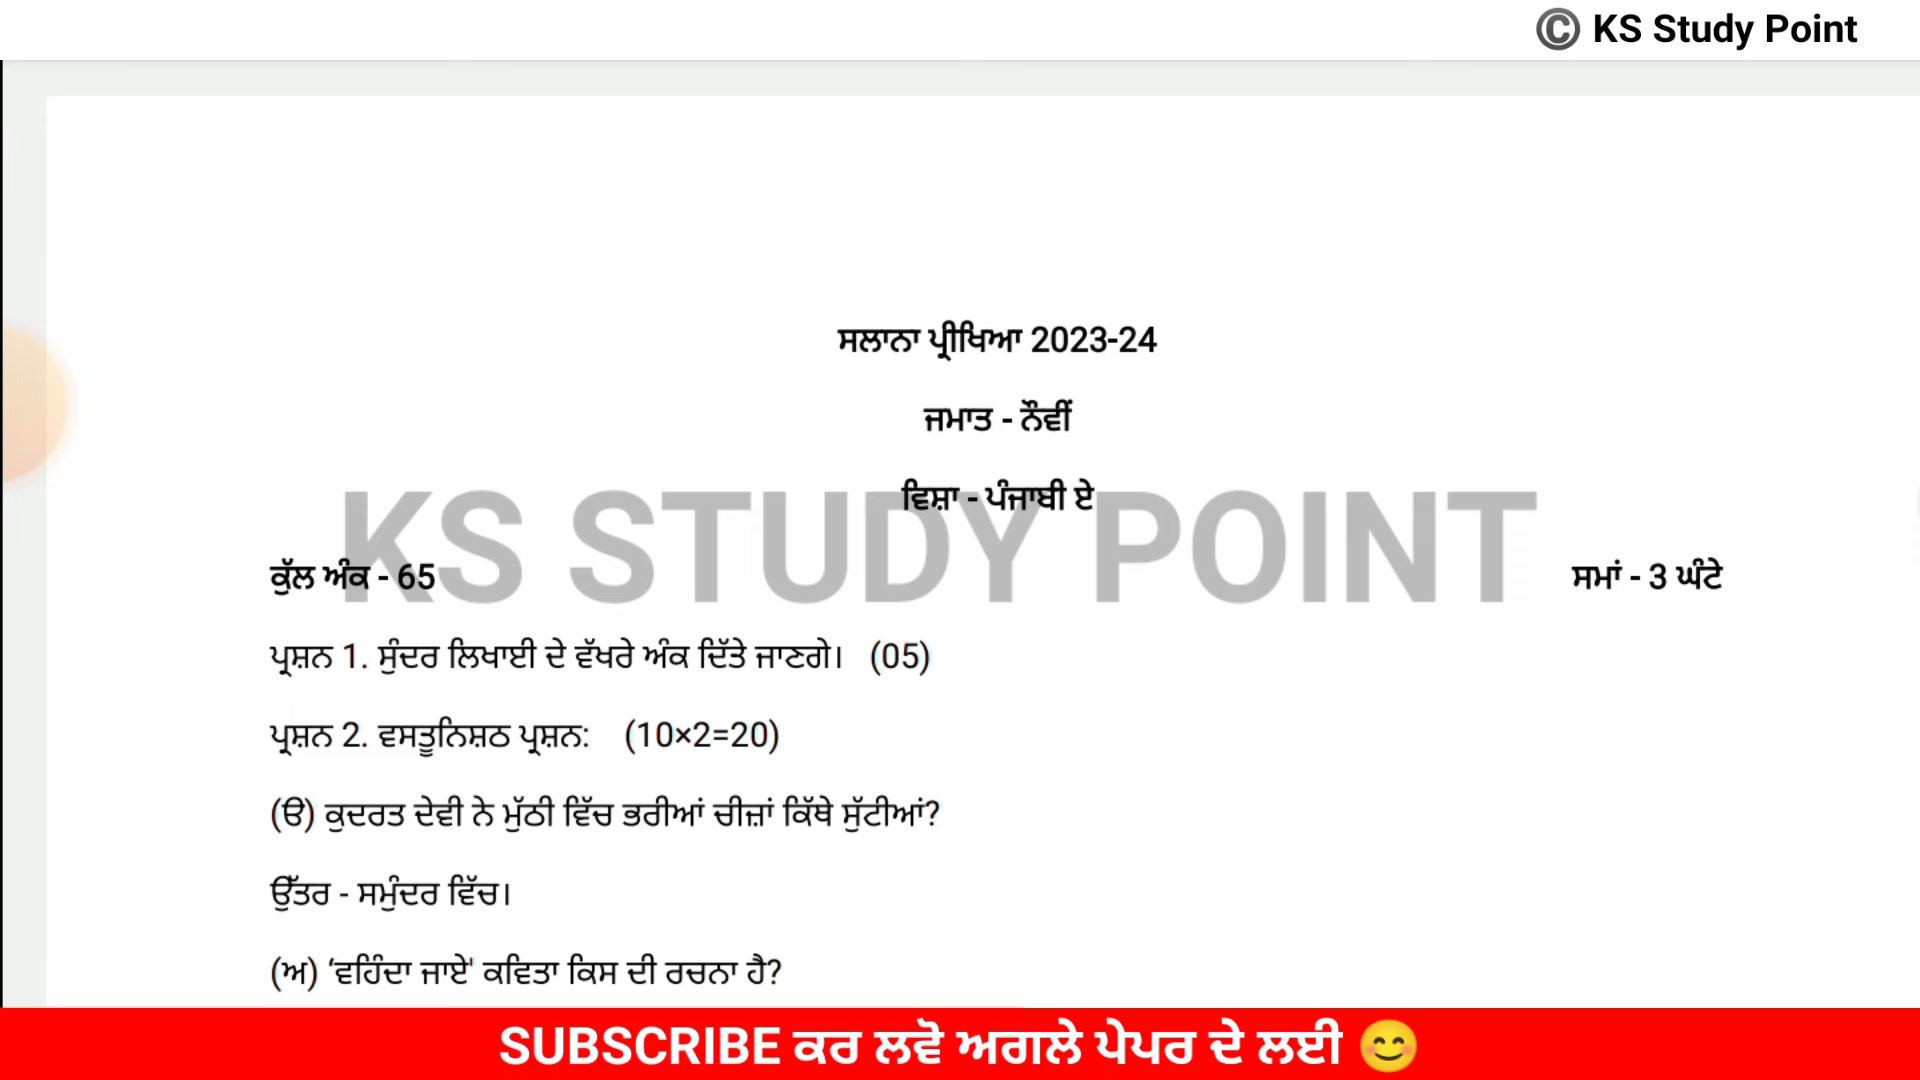 © KS Study Point
ਸਲਾਨਾ ਪ੍ਰੀਖਿਆ 2023-24
ਜਮਾਤ - ਨੌਵੀਂ
ਵਿਸ਼ਾ - ਪੰਜਾਬੀ ਏ
KS STUDY POINT
ਕੁੱਲ ਅੰਕ - 65 ਸਮਾਂ - 3 ਘੰਟੇ
ਪ੍ਰਸ਼ਨ 1. ਸੁੰਦਰ ਲਿਖਾਈ ਦੇ ਵੱਖਰੇ ਅੰਕ ਦਿੱਤੇ ਜਾਣਗੇ। (05)
ਪ੍ਰਸ਼ਨ 2. ਵਸਤੂਨਿਸ਼ਠ ਪ੍ਰਸ਼ਨ: (10×2=20)
(ੳ) ਕੁਦਰਤ ਦੇਵੀ ਨੇ ਮੁੱਠੀ ਵਿੱਚ ਭਰੀਆਂ ਚੀਜ਼ਾਂ ਕਿੱਥੇ ਸੁੱਟੀਆਂ?
ਉੱਤਰ - ਸਮੁੰਦਰ ਵਿੱਚ।
(ਅ) ‘ਵਹਿੰਦਾ ਜਾਏ' ਕਵਿਤਾ ਕਿਸ ਦੀ ਰਚਨਾ ਹੈ?
SUBSCRIBE ਕਰ ਲਵੋ ਅਗਲੇ ਪੇਪਰ ਦੇ ਲਈ 😊